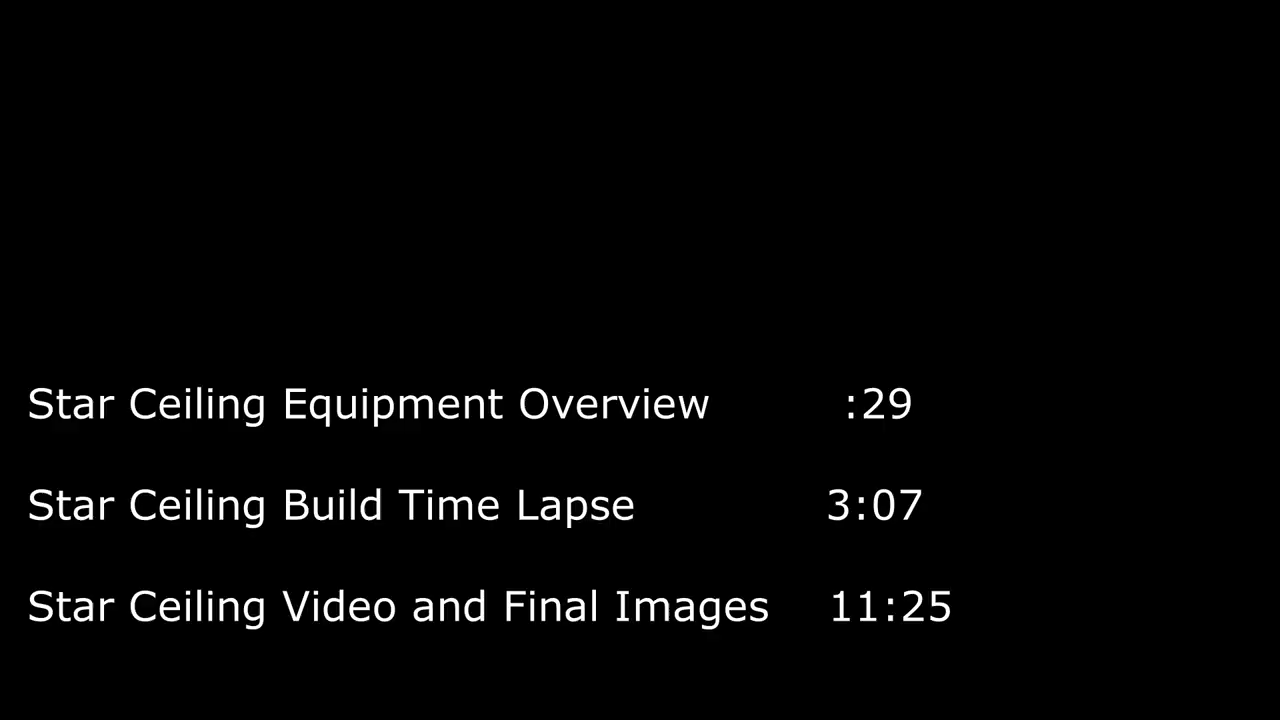 Star Ceiling Equipment Overview :29
Star Ceiling Build Time Lapse 3:07
Star Ceiling Video and Final Images 11:25